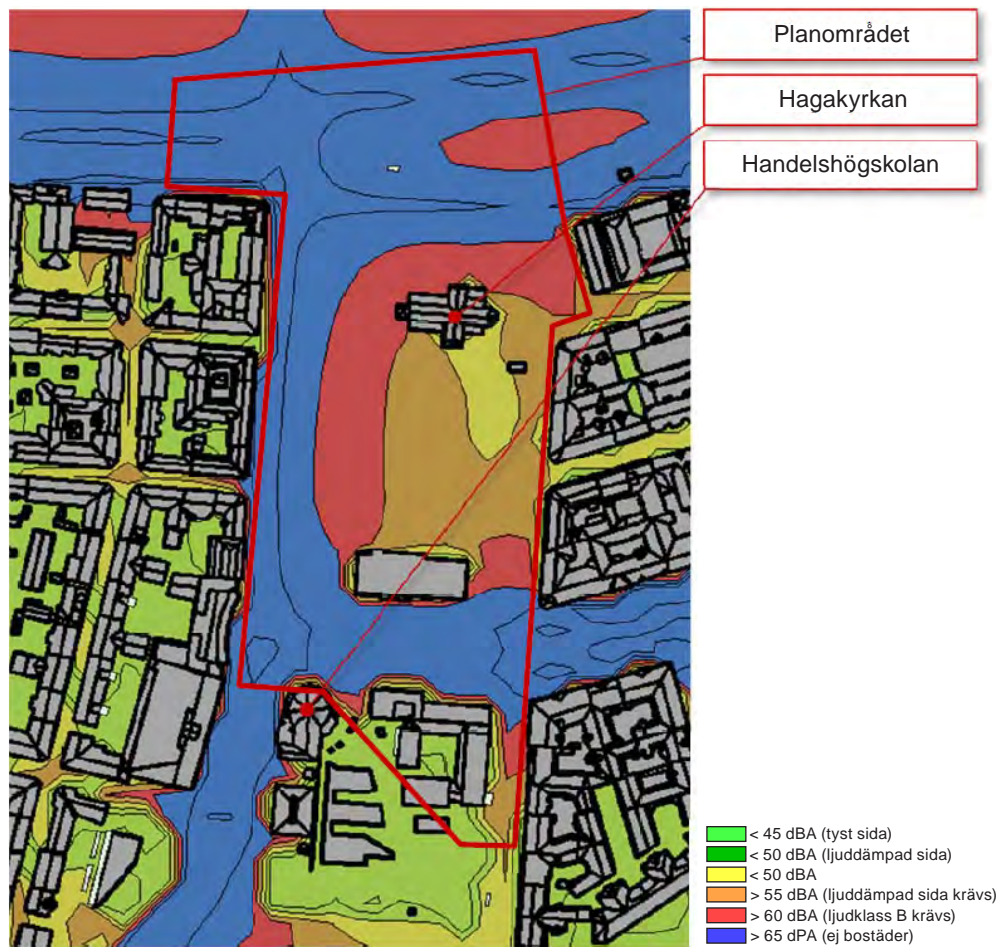 Planområdet
Hagakyrkan
Handelshögskolan
< 45 dBA (tyst sida)
< 50 dBA (ljuddämpad sida)
< 50 dBA
> 55 dBA (ljuddämpad sida krävs)
> 60 dBA (ljudklass B krävs)
> 65 dPA (ej bostäder)